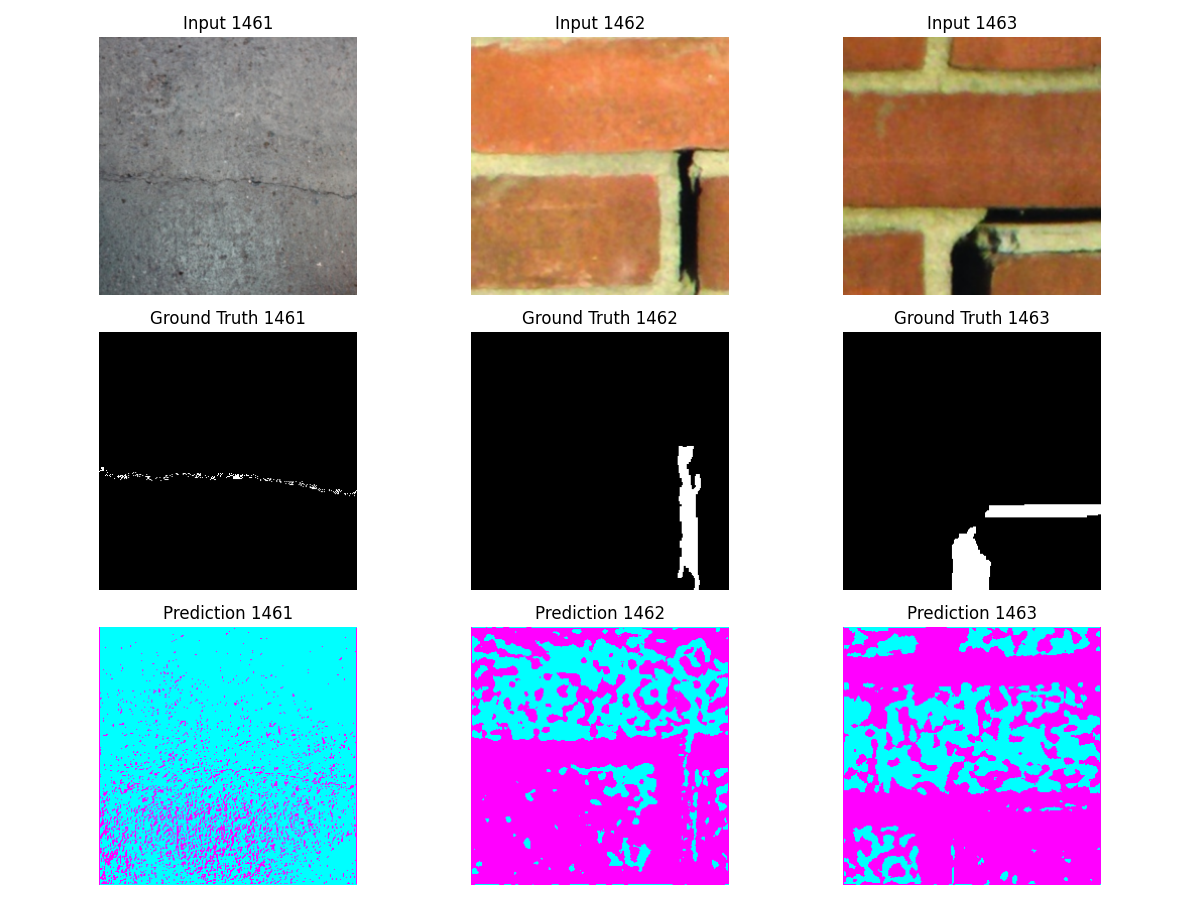 Input 1461
Input 1462
Input 1463
Ground Truth 1461
Ground Truth 1462
Ground Truth 1463
Prediction 1461
Prediction 1462
Prediction 1463